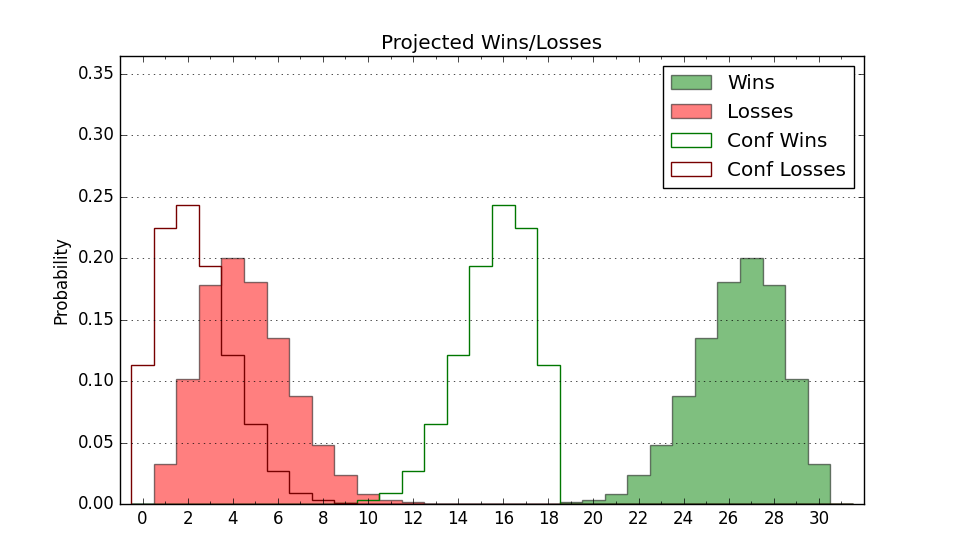 Projected Wins/Losses
0.35
0.30
0.25
0.20
0.15
0.10
0.05
0.00
Probability
Wins
Losses
Conf Wins
Conf Losses
0 2 4 6 8 10 12 14 16 18 20 22 24 26 28 30